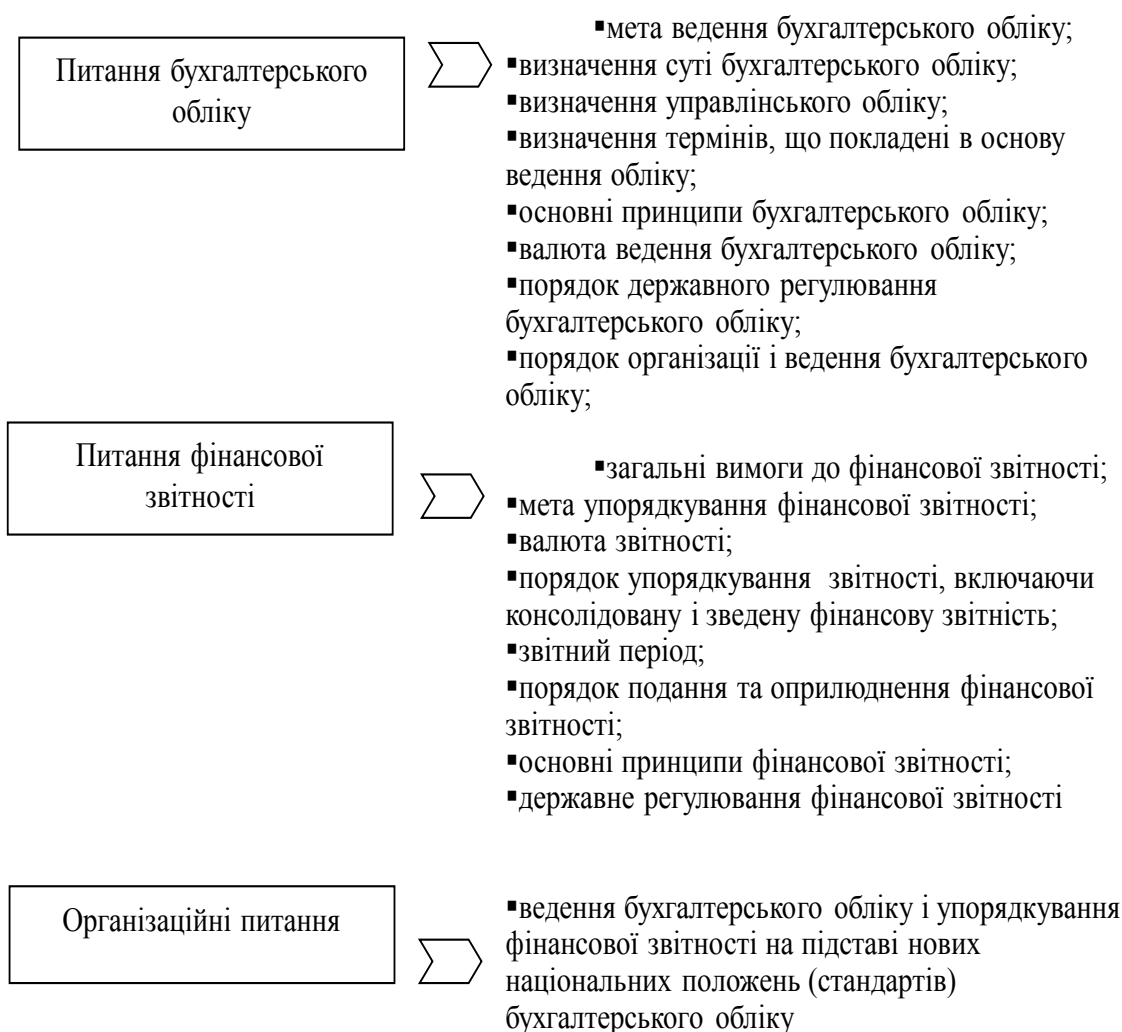 Питання бухгалтерського
обліку
▪мета ведення бухгалтерського обліку;
▪визначення суті бухгалтерського обліку;
▪визначення управлінського обліку;
▪визначення термінів, що покладені в основу
ведення обліку;
▪основні принципи бухгалтерського обліку;
▪валюта ведення бухгалтерського обліку;
▪порядок державного регулювання
бухгалтерського обліку;
▪порядок організації і ведення бухгалтерського
обліку;
Питання фінансової
звітності
▪загальні вимоги до фінансової звітності;
▪мета упорядкування фінансової звітності;
▪валюта звітності;
▪порядок упорядкування звітності, включаючи
консолідовану і зведену фінансову звітність;
▪звітний період;
▪порядок подання та оприлюднення фінансової
звітності;
▪основні принципи фінансової звітності;
▪державне регулювання фінансової звітності
Організаційні питання
▪ведення бухгалтерського обліку і упорядкування
фінансової звітності на підставі нових
національних положень (стандартів)
бухгалтерського обліку